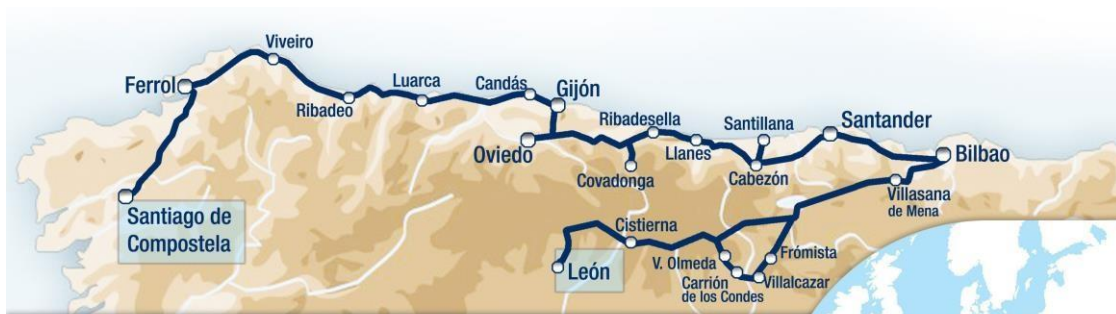 Viveiro
Ferrol
Ribadeo
Luarca
Candás
Gijón
Oviedo
Ribadesella
Covadonga
Llanes
Santillana
Cabezón
Santander
Bilbao
Villasana
de Mena
Santiago de
Compostela
León
Cistierna
V. Olmeda
Carrión
de los Condes
Villalcazar
Frómista